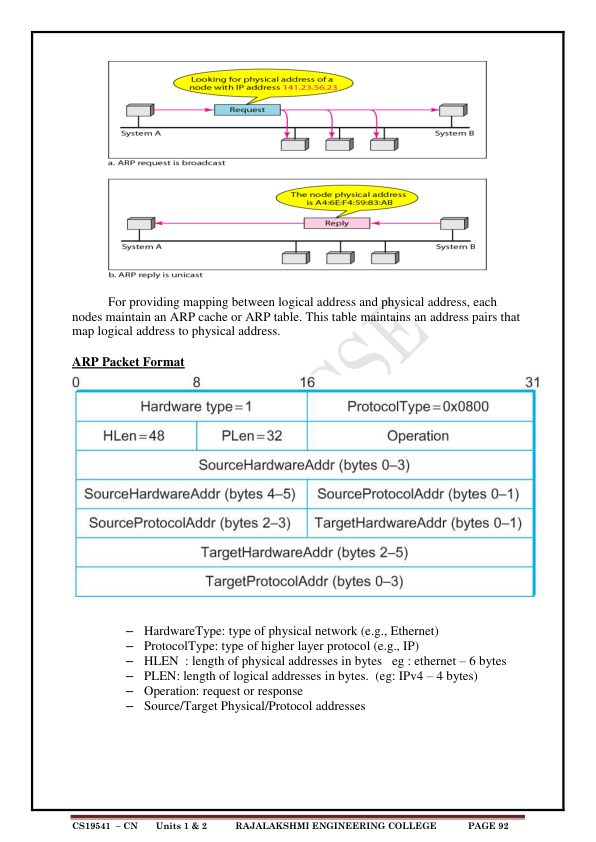 Looking for physical address of a
node with IP address 141.23.56.23
Request
System A
System B
a. ARP request is broadcast
The node physical address
is A4:6E:F4:59:83:AB
Reply
System A
System B
b. ARP reply is unicast
For providing mapping between logical address and physical address, each
nodes maintain an ARP cache or ARP table. This table maintains an address pairs that
map logical address to physical address.
CSE
ARP Packet Format
0 8 16 31
Hardware type=1 ProtocolType=0x0800
HLen=48 PLen=32 Operation
SourceHardwareAddr (bytes 0–3)
SourceHardwareAddr (bytes 4–5) SourceProtocolAddr (bytes 0–1)
SourceProtocolAddr (bytes 2–3) TargetHardwareAddr (bytes 0–1)
TargetHardwareAddr (bytes 2–5)
TargetProtocolAddr (bytes 0–3)
– HardwareType: type of physical network (e.g., Ethernet)
– ProtocolType: type of higher layer protocol (e.g., IP)
– HLEN : length of physical addresses in bytes eg : ethernet – 6 bytes
– PLEN: length of logical addresses in bytes. (eg: IPv4 – 4 bytes)
– Operation: request or response
– Source/Target Physical/Protocol addresses
CS19541 – CN Units 1 & 2 RAJALAKSHMI ENGINEERING COLLEGE PAGE 92